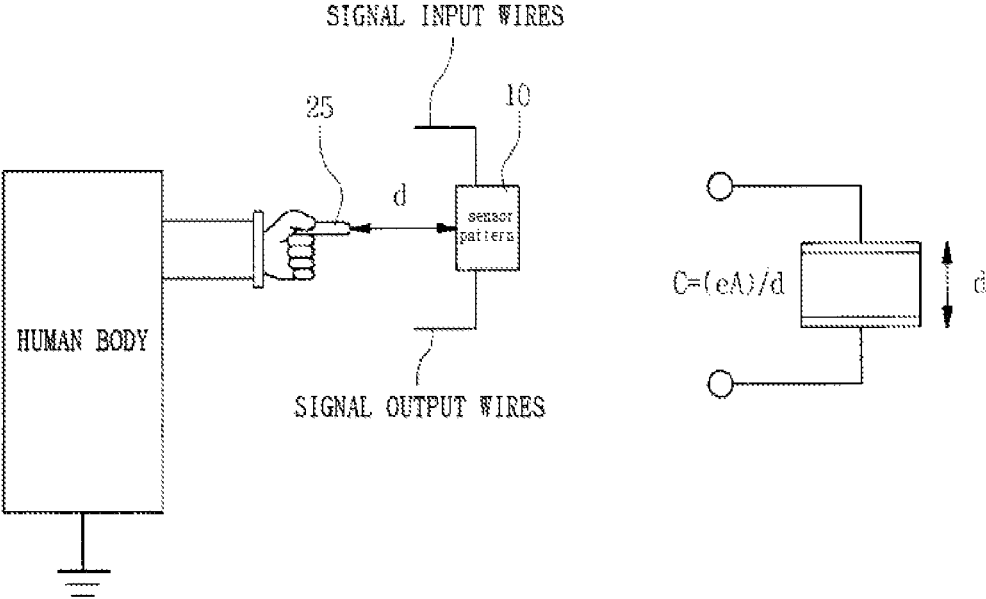 SIGNAL INPUT WIRES
25
10
d
sensor
pattern
C=(eA)/d
d
HUMAN BODY
SIGNAL OUTPUT WIRES